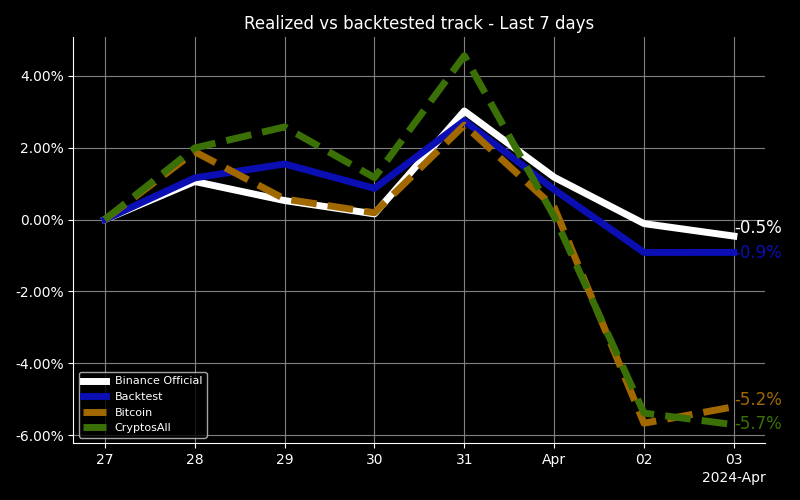 Realized vs backtested track - Last 7 days
4.00%
2.00%
0.00%
-2.00%
-4.00%
-6.00%
-0.5%
-0.9%
-5.2%
-5.7%
Binance Official
Backtest
Bitcoin
CryptosAll
27 28 29 30 31 Apr 02 03
2024-Apr